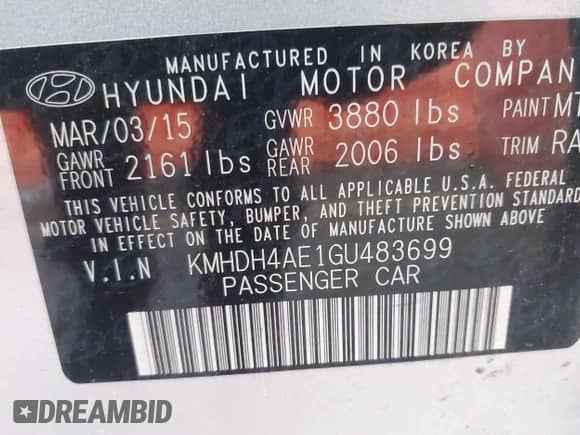 MANUFACTURED IN KOREA BY
HYUNDAI MOTOR COMPAN
MAR/03/15 GVWR 3880 lbs PAINT MT
GAWR FRONT 2161 lbs GAWR REAR 2006 lbs TRIM RA
THIS VEHICLE CONFORMS TO ALL APPLICABLE U.S.A. FEDERAL
MOTOR VEHICLE SAFETY, BUMPER, AND THEFT PREVENTION STANDARD
IN EFFECT ON THE DATE OF MANUFACTURE SHOWN ABOVE.
V.I.N KMHDH4AE1GU483699
PASSENGER CAR
DREAMBID